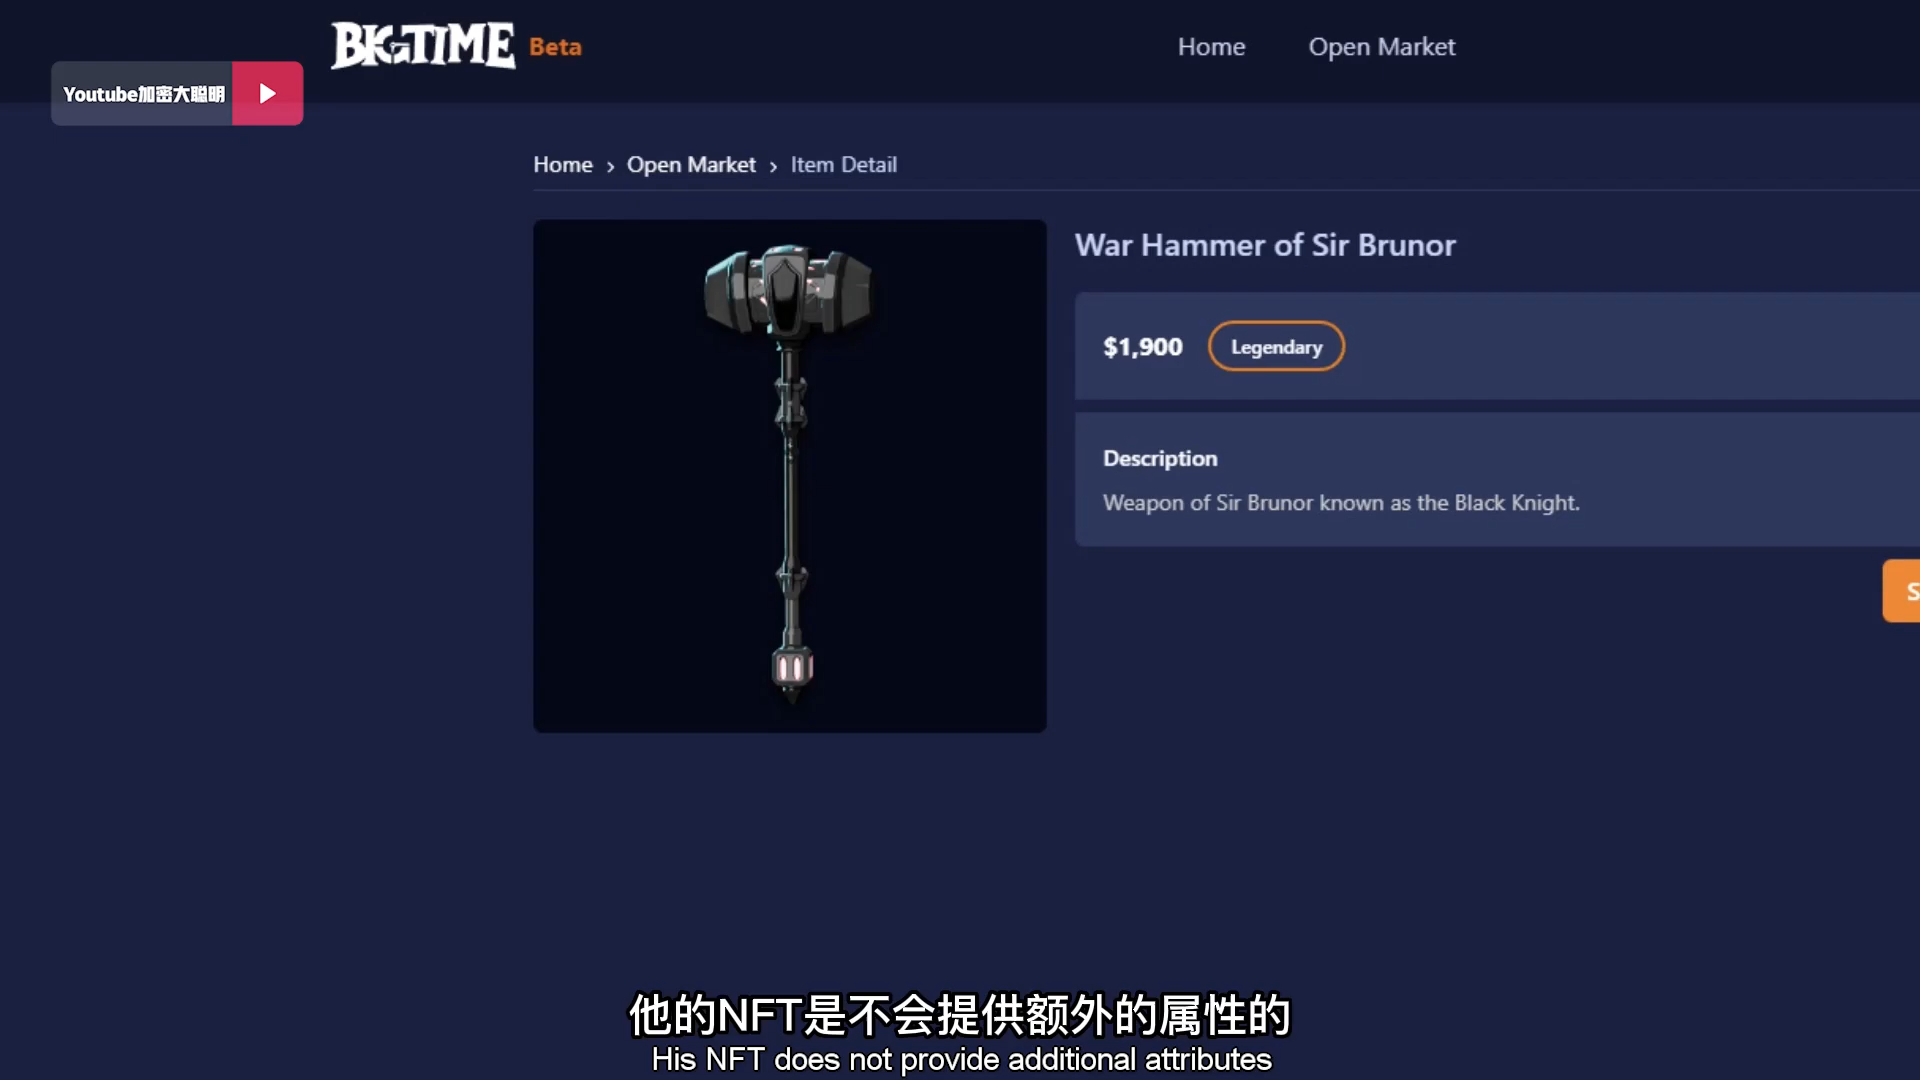 BIGTIME Beta
Home Open Market
Youtube加密大聪明
Home › Open Market › Item Detail
War Hammer of Sir Brunor
$1,900 Legendary
Description
Weapon of Sir Brunor known as the Black Knight.
S
他的NFT是不会提供额外的属性的
His NFT does not provide additional attributes